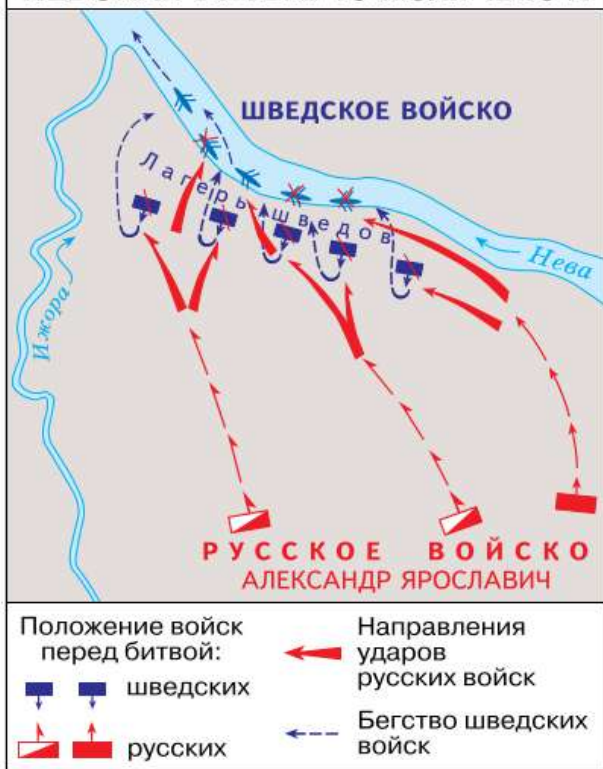 ШВЕДСКОЕ ВОЙСКО
Лагерь шведов
Нева
Ижора
РУССКОЕ ВОЙСКО
АЛЕКСАНДР ЯРОСЛАВИЧ
Положение войск
перед битвой:
шведских
русских
Направления
ударов
русских войск
Бегство шведских
войск